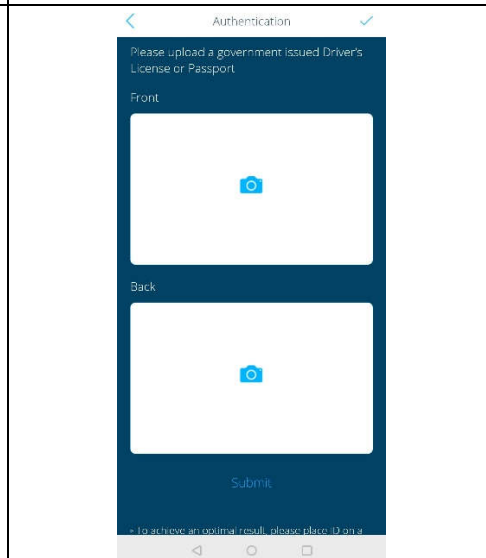 Authentication
Please upload a government issued Driver's
License or Passport
Front
Back
Submit
• To achieve an optimal result, please place ID on a